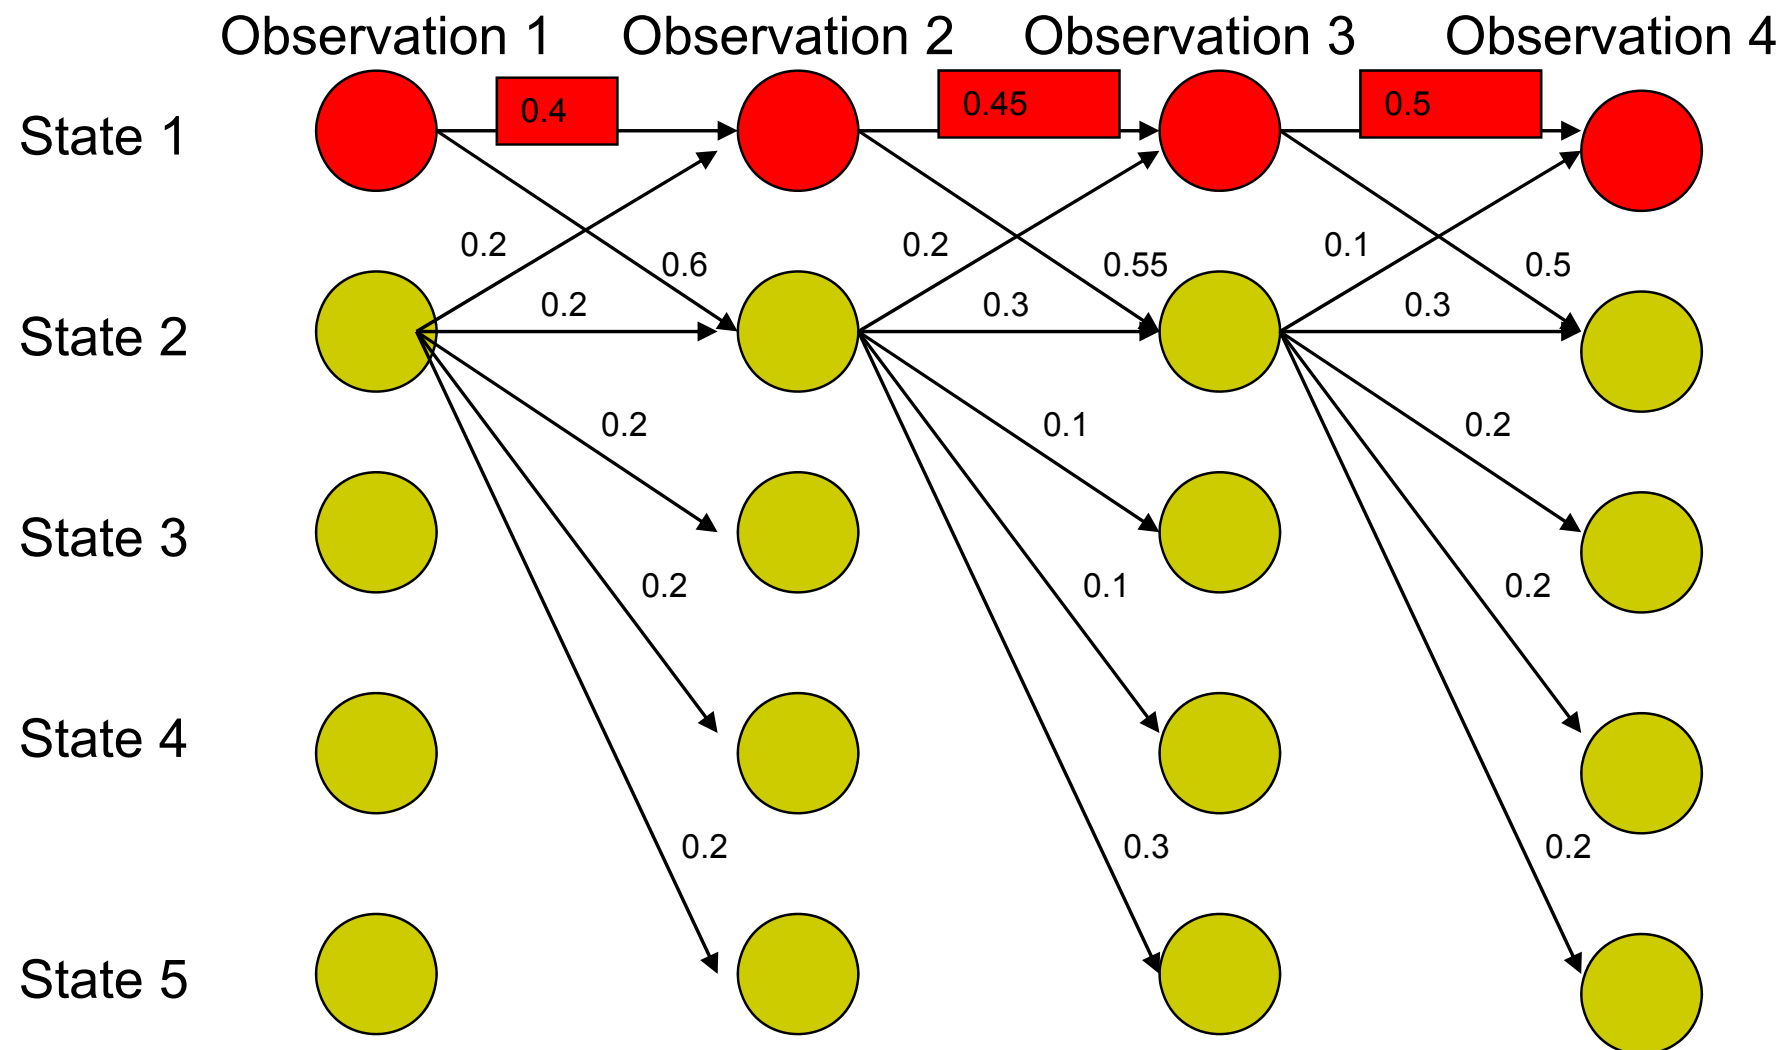 Observation 1 Observation 2 Observation 3 Observation 4
State 1 0.4 0.45 0.5
0.2 0.6 0.2 0.55 0.1 0.5
State 2 0.2 0.3 0.3
0.2 0.1 0.2
State 3
0.2 0.1 0.2
State 4
0.2 0.3 0.2
State 5